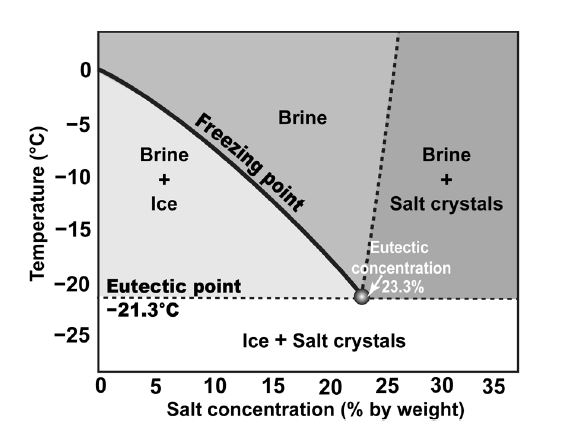 0
−5
−10
−15
−20
−25
Temperature (°C)
Brine
Freezing point
Brine
+
Ice
Brine
+
Salt crystals
Eutectic
concentration
23.3%
Eutectic point
−21.3°C
Ice + Salt crystals
0 5 10 15 20 25 30 35
Salt concentration (% by weight)